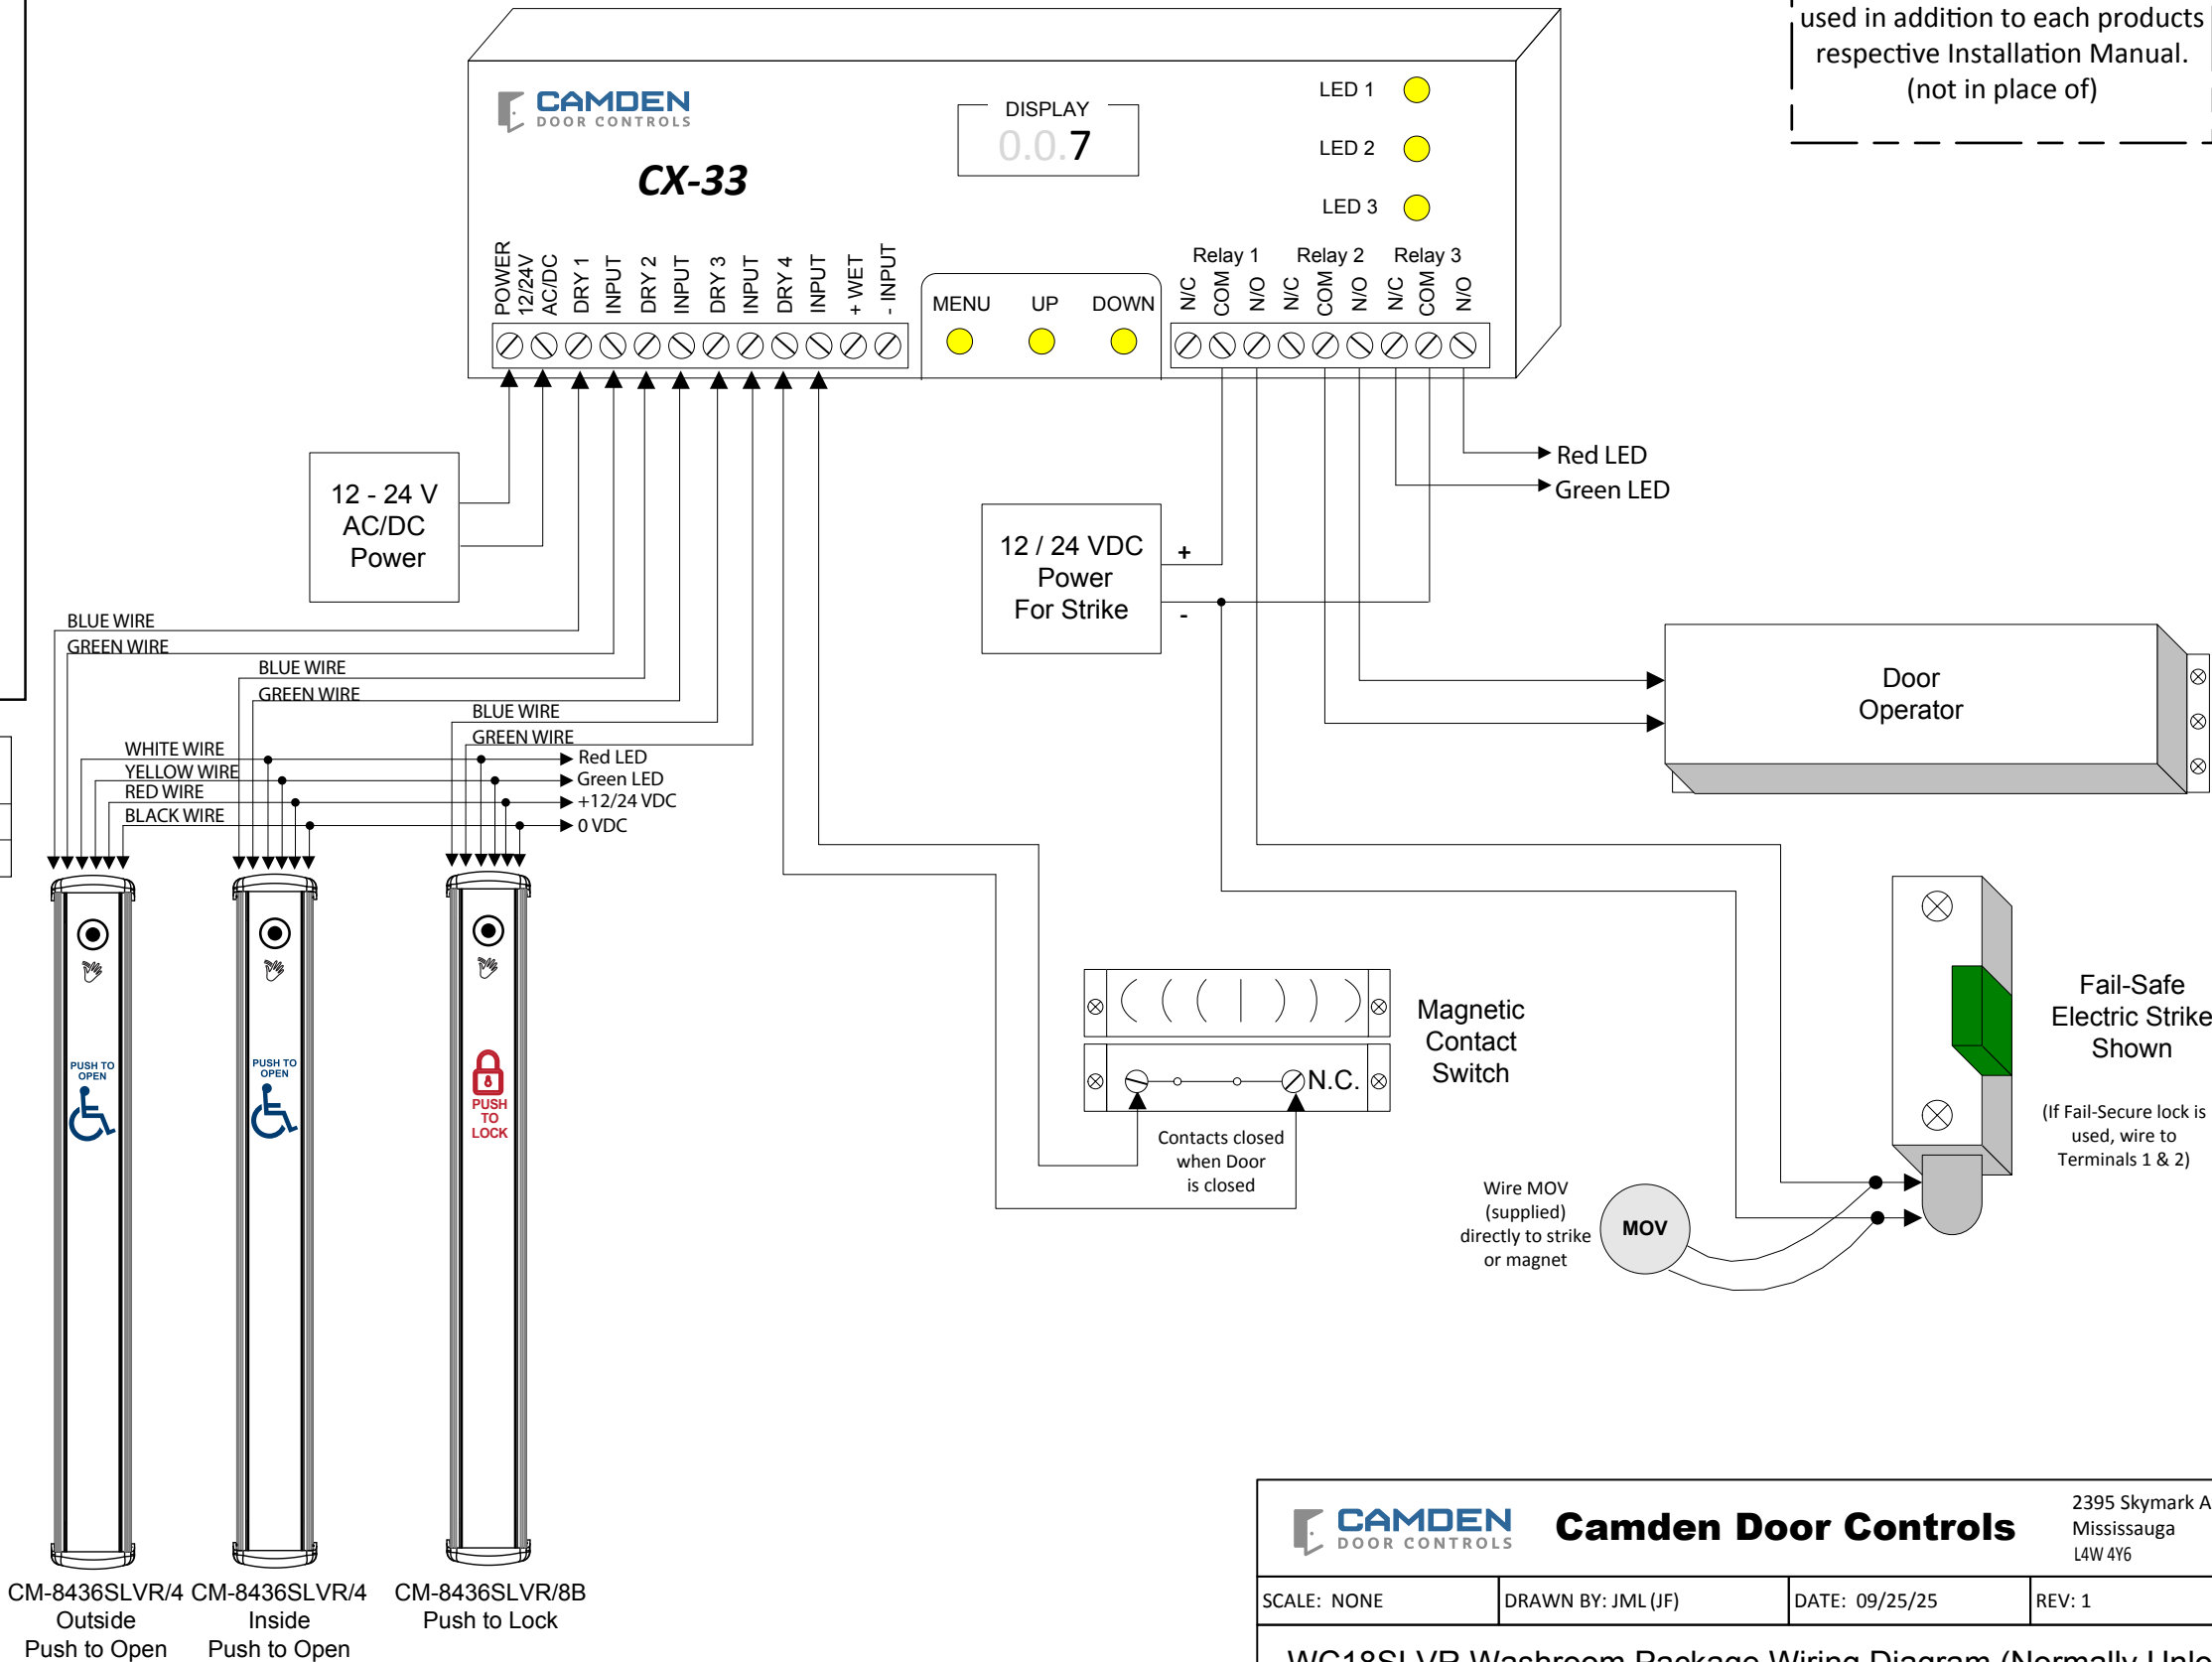 used in addition to each products
respective Installation Manual.
(not in place of)
CAMDEN
DOOR CONTROLS
CX-33
DISPLAY
0.0.7
LED 1
LED 2
LED 3
POWER
12/24V
AC/DC
DRY 1
INPUT
DRY 2
INPUT
DRY 3
INPUT
DRY 4
INPUT
+ WET
- INPUT
MENU
UP
DOWN
Relay 1
Relay 2
Relay 3
N/C
COM
N/O
N/C
COM
N/O
N/C
COM
N/O
Red LED
Green LED
12 - 24 V
AC/DC
Power
12 / 24 VDC
Power
For Strike
+
-
BLUE WIRE
GREEN WIRE
BLUE WIRE
GREEN WIRE
BLUE WIRE
GREEN WIRE
WHITE WIRE
YELLOW WIRE
RED WIRE
BLACK WIRE
Red LED
Green LED
+12/24 VDC
0 VDC
Door
Operator
PUSH TO
OPEN
PUSH TO
OPEN
PUSH
TO
LOCK
Magnetic
Contact
Switch
N.C.
Contacts closed
when Door
is closed
Fail-Safe
Electric Strike
Shown
(If Fail-Secure lock is
used, wire to
Terminals 1 & 2)
Wire MOV
(supplied)
directly to strike
or magnet
MOV
CM-8436SLVR/4
Outside
Push to Open
CM-8436SLVR/4
Inside
Push to Open
CM-8436SLVR/8B
Push to Lock
CAMDEN
DOOR CONTROLS
Camden Door Controls
2395 Skymark A
Mississauga
L4W 4Y6
SCALE: NONE
DRAWN BY: JML (JF)
DATE: 09/25/25
REV: 1
WC18SLVR Washroom Package Wiring Diagram (Normally Unlo